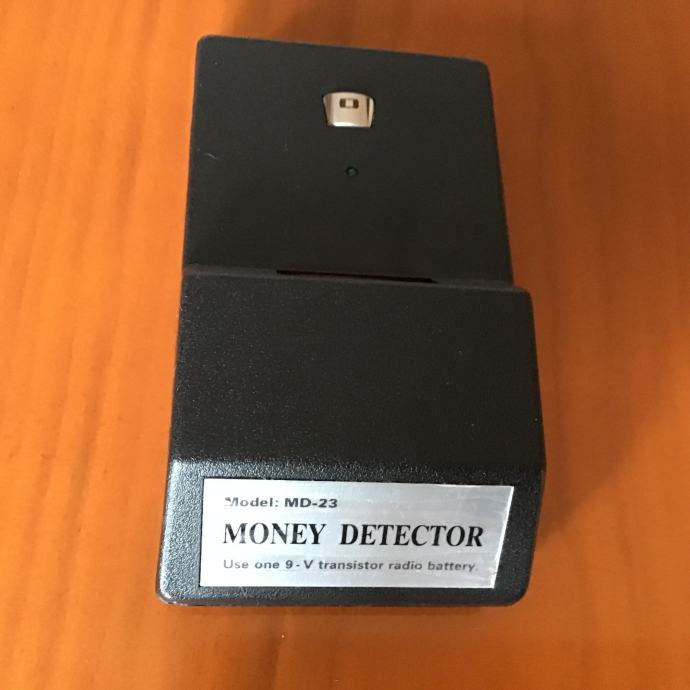 Model: MD-23
MONEY DETECTOR
Use one 9-V transistor radio battery.